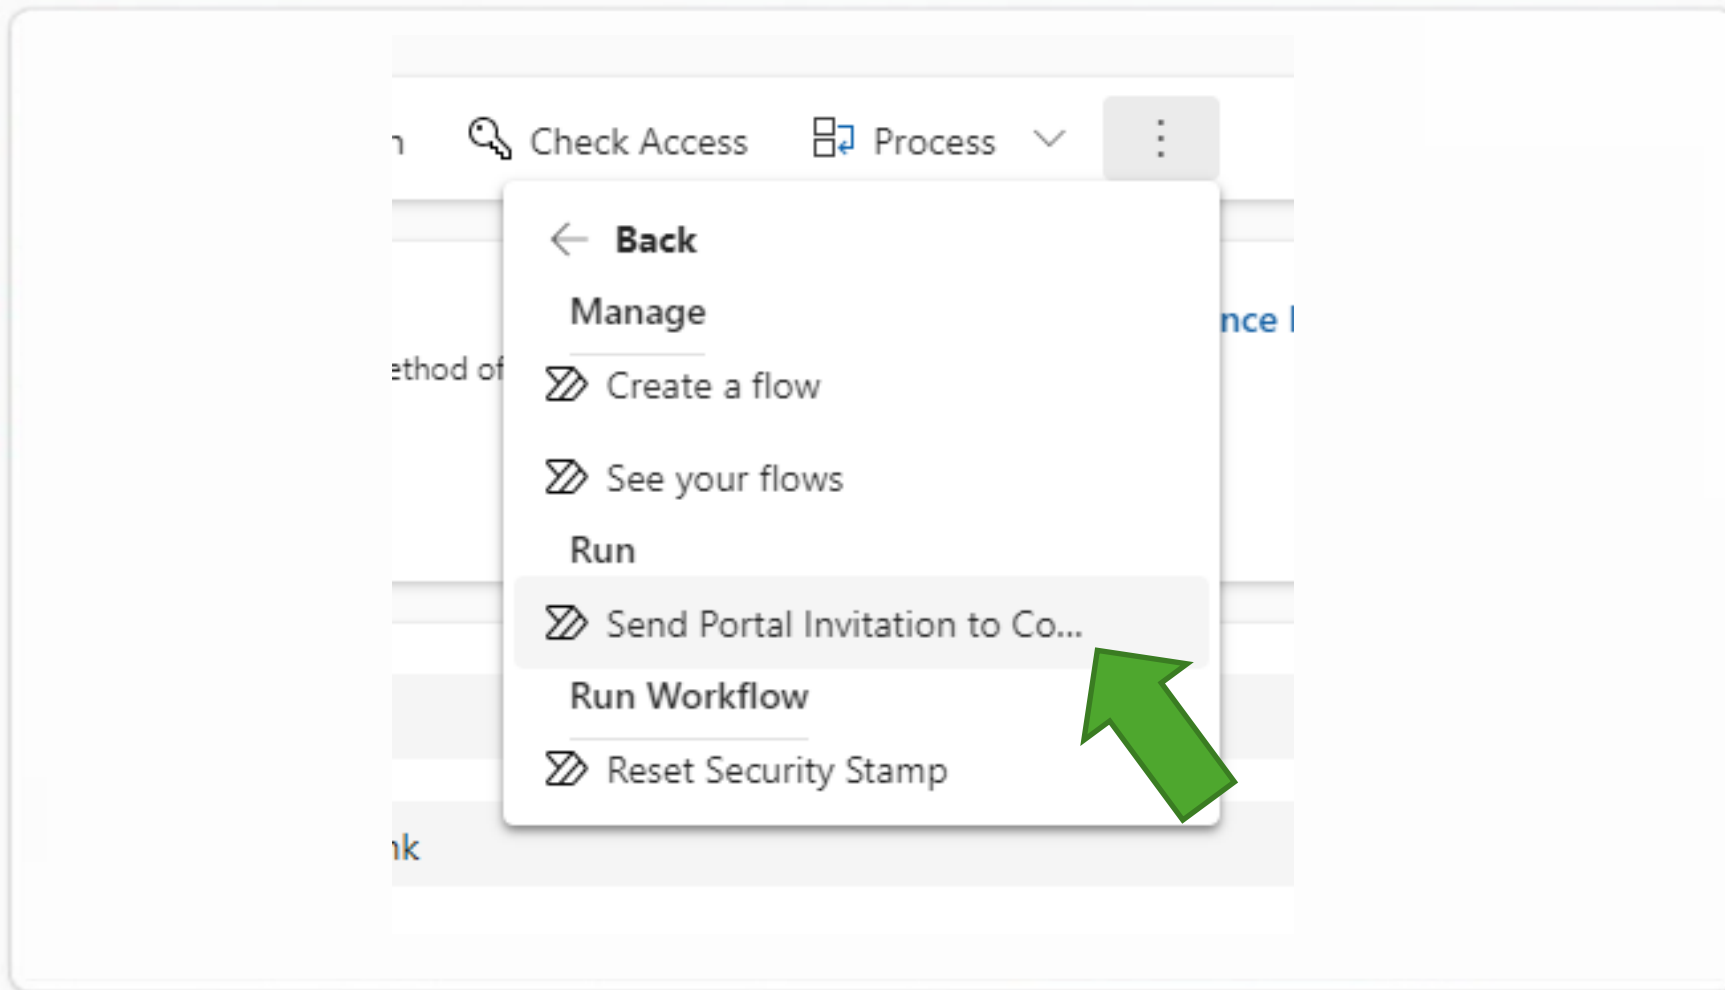 Check Access Process
Back
Manage
nce
ethod of
Create a flow
See your flows
Run
Send Portal Invitation to Co...
Run Workflow
Reset Security Stamp